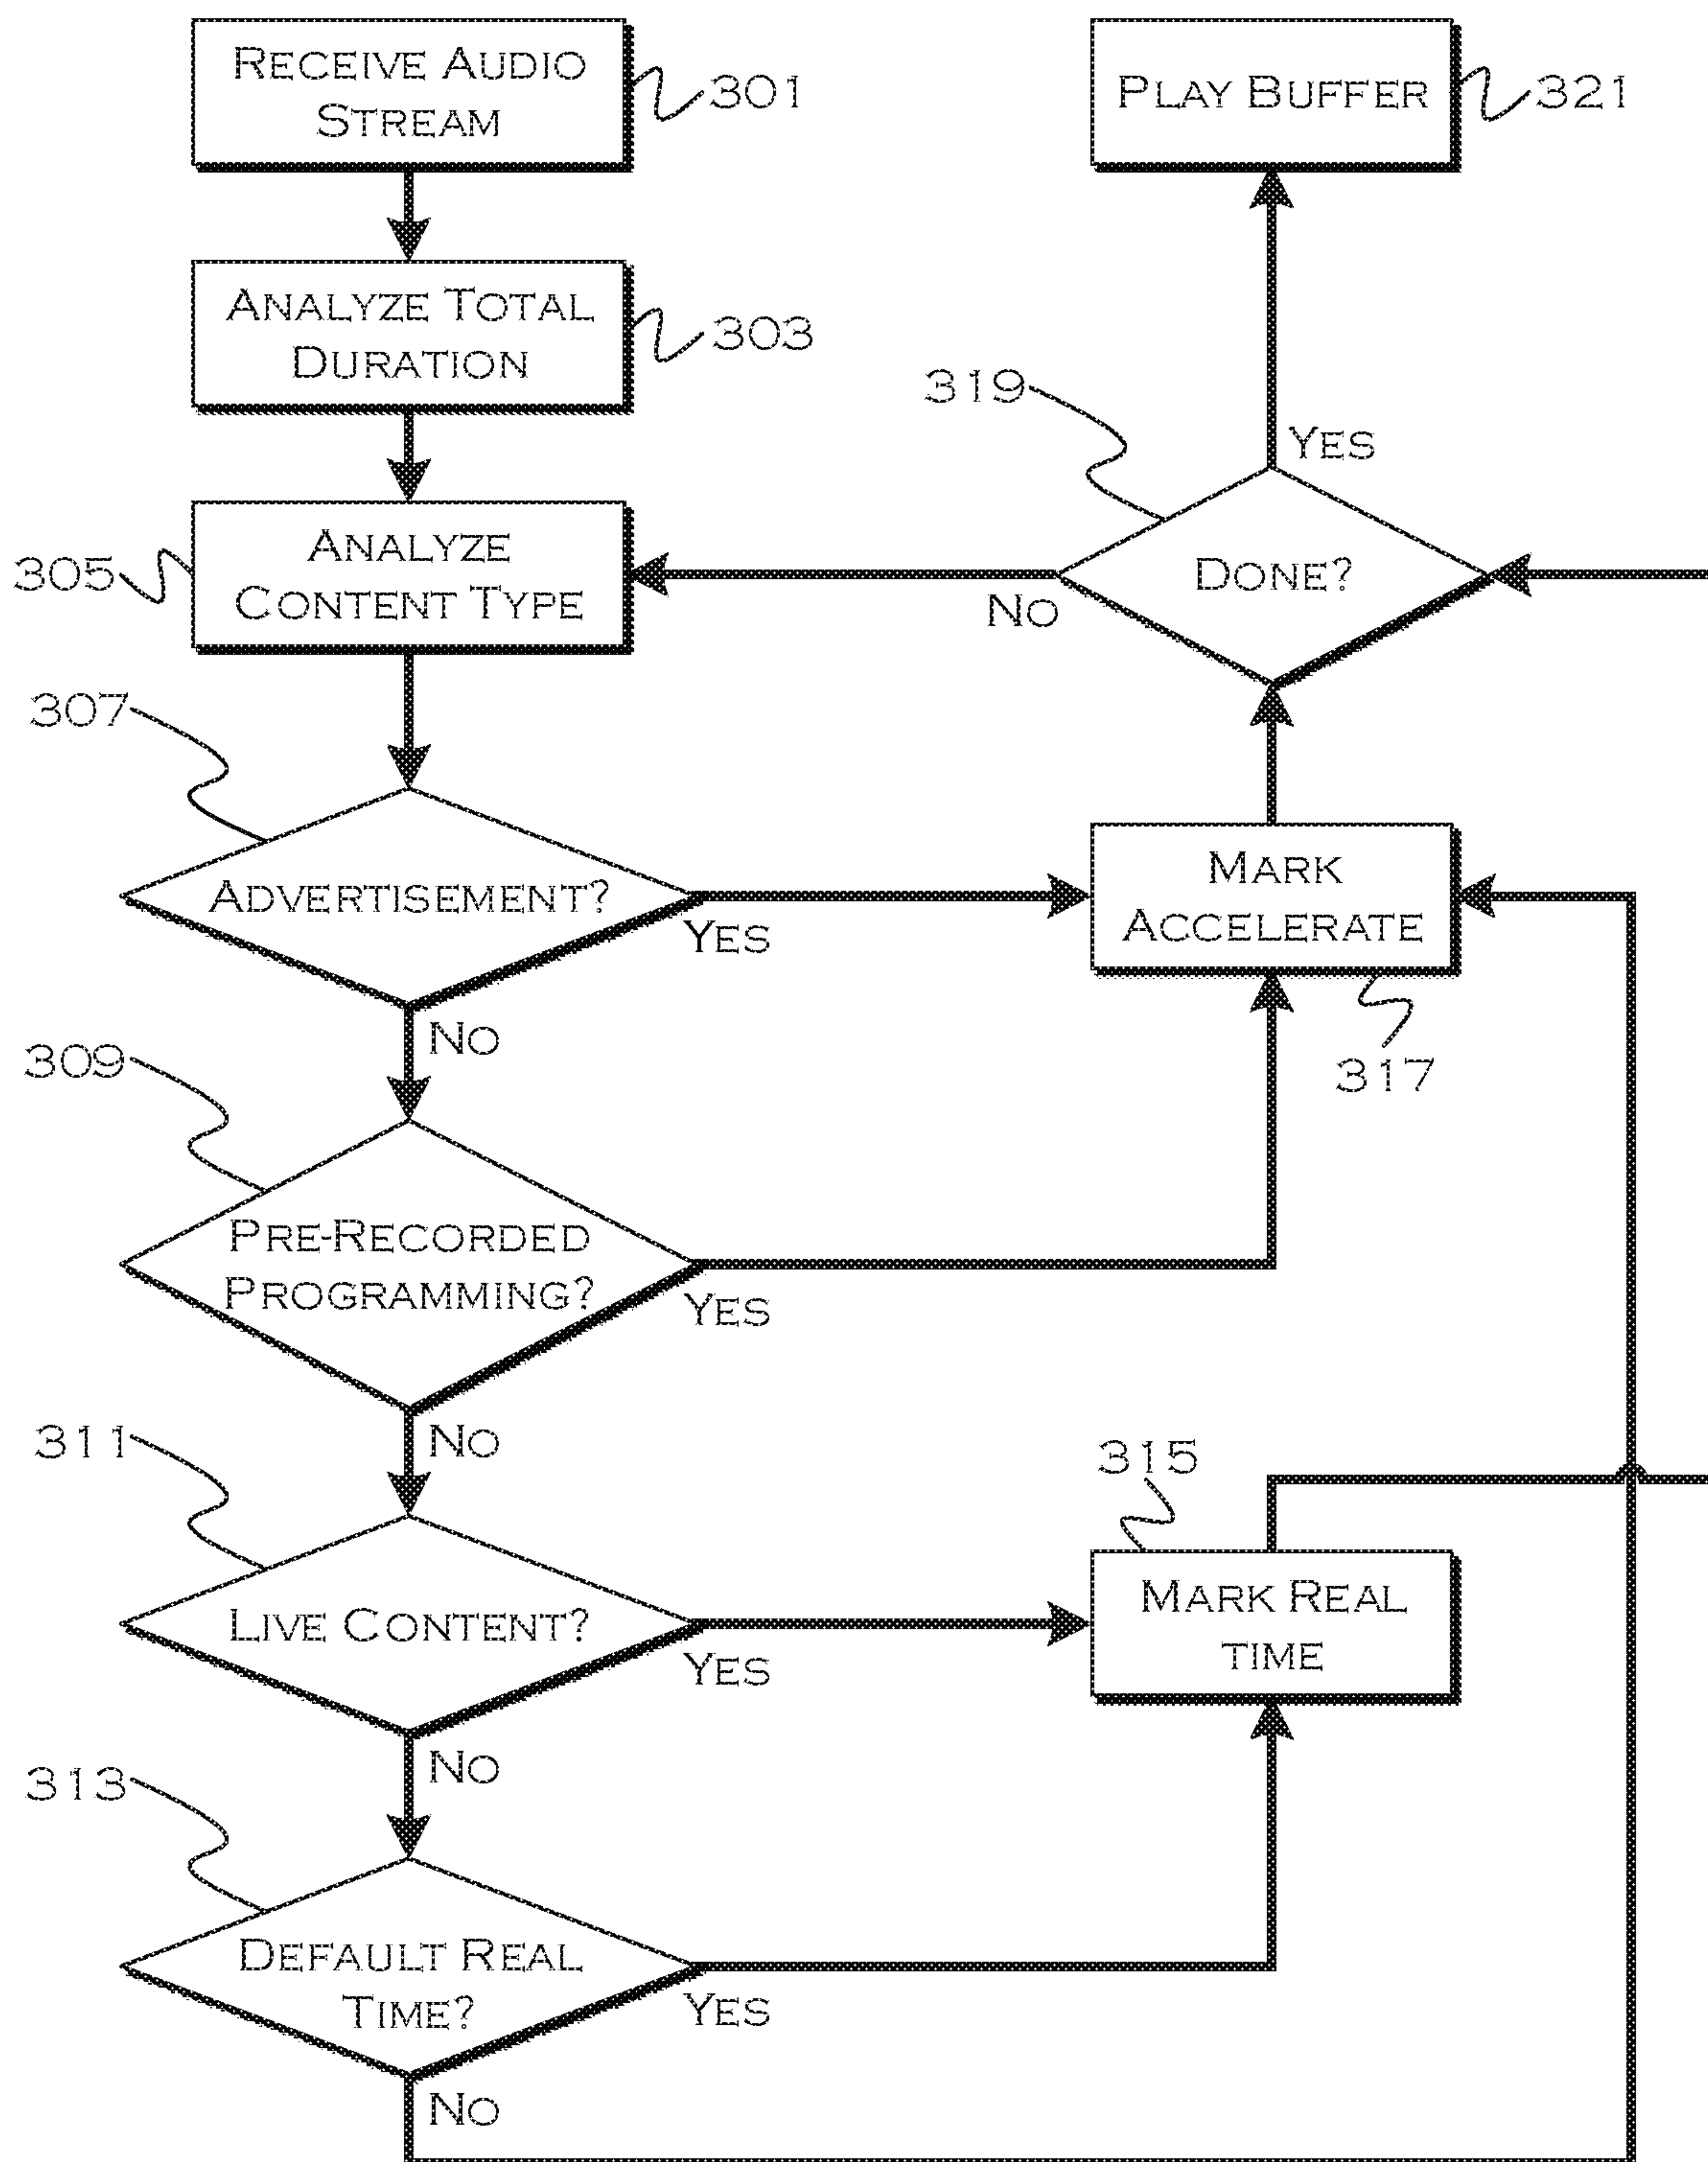 RECEIVE AUDIO
STREAM
301
PLAY BUFFER
321
ANALYZE TOTAL
DURATION
303
319
YES
ANALYZE
CONTENT TYPE
305
DONE?
NO
307
ADVERTISEMENT?
YES
MARK
ACCELERATE
NO
309
317
PRE-RECORDED
PROGRAMMING?
YES
NO
311
315
LIVE CONTENT?
YES
MARK REAL
TIME
NO
313
DEFAULT REAL
TIME?
YES
NO